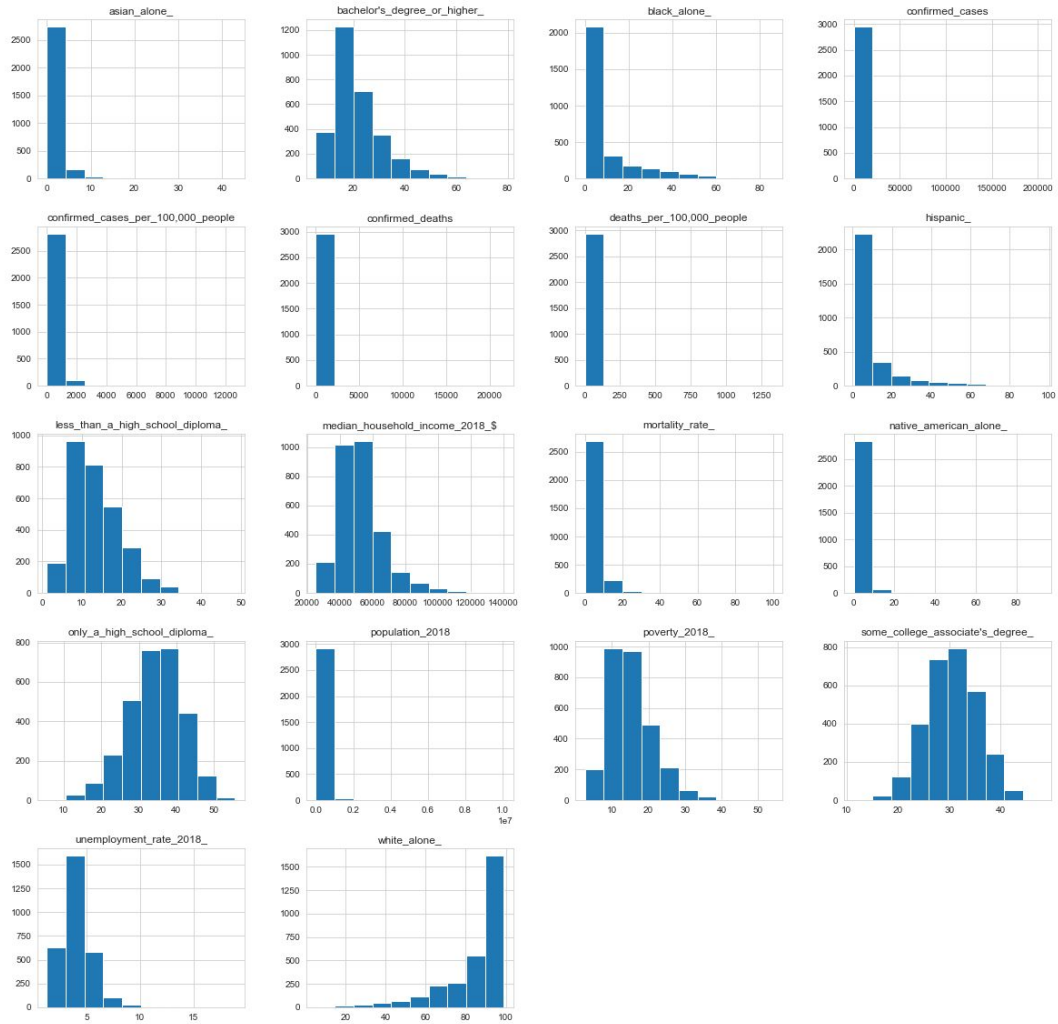 asian_alone_ bachelor's_degree_or_higher_ black_alone_ confirmed_cases
2500 2000 1500 1000 500 0
0 10 20 30 40
1200 1000 800 600 400 200 0
20 40 60 80
2000 1500 1000 500 0
0 20 40 60 80
3000 2500 2000 1500 1000 500 0
0 50000 100000 150000 200000
confirmed_cases_per_100,000_people confirmed_deaths deaths_per_100,000_people hispanic_
2500 2000 1500 1000 500 0
0 2000 4000 6000 8000 10000 12000
3000 2500 2000 1500 1000 500 0
0 5000 10000 15000 20000
3000 2500 2000 1500 1000 500 0
0 250 500 750 1000 1250
2000 1500 1000 500 0
0 20 40 60 80 100
less_than_a_high_school_diploma_ median_household_income_2018_$ mortality_rate_ native_american_alone_
1000 800 600 400 200 0
0 10 20 30 40 50
1000 800 600 400 200 0
20000 40000 60000 80000 100000 120000 140000
2500 2000 1500 1000 500 0
0 20 40 60 80 100
2500 2000 1500 1000 500 0
0 20 40 60 80
only_a_high_school_diploma_ population_2018 poverty_2018_ some_college_associate's_degree_
800 600 400 200 0
10 20 30 40 50
3000 2500 2000 1500 1000 500 0
0.0 0.2 0.4 0.6 0.8 1.0
1e7
1000 800 600 400 200 0
10 20 30 40 50
800 600 400 200 0
10 20 30 40
unemployment_rate_2018_ white_alone_
1500 1250 1000 750 500 250 0
5 10 15
1500 1250 1000 750 500 250 0
20 40 60 80 100